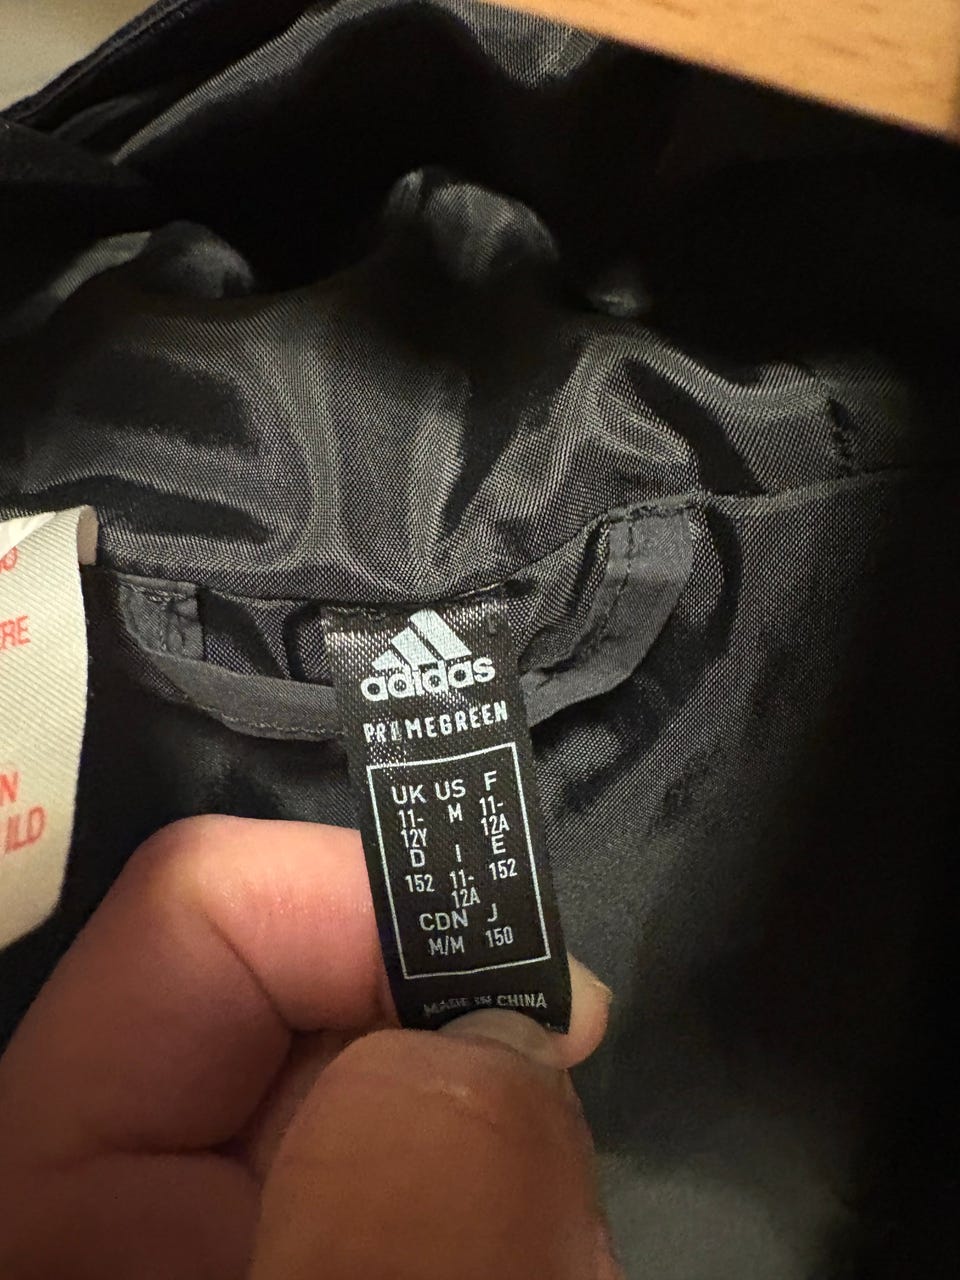 adidas
PRIMEGREEN
UK US F
11-12Y M 11-12A
D I E
152 11-12A 152
CDN J
M/M 150
MADE IN CHINA
N